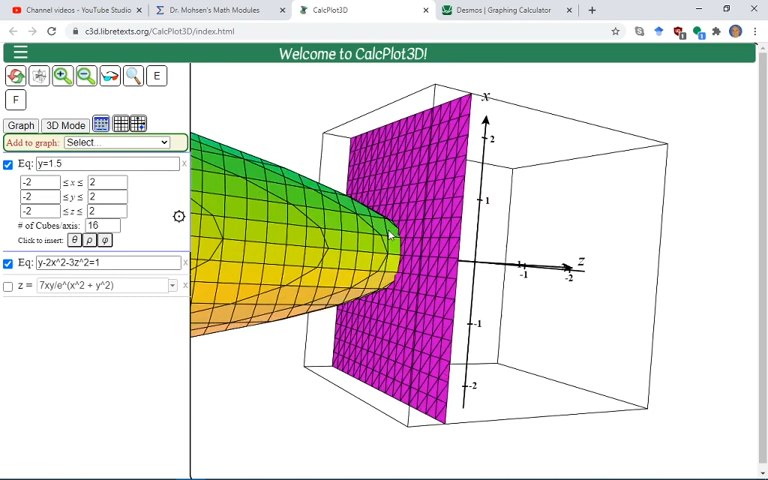 Channel videos - YouTube Studio
Dr. Mohsen's Math Modules
CalcPlot3D
Desmos | Graphing Calculator
c3d.libretexts.org/CalcPlot3D/index.html
Welcome to CalcPlot3D!
E
F
Graph
3D Mode
Add to graph: Select...
Eq: y=1.5
x
-2 ≤ x ≤ 2
-2 ≤ y ≤ 2
-2 ≤ z ≤ 2
# of Cubes/axis: 16
Click to insert: θ ρ φ
Eq: y-2x^2-3z^2=1
x
z = 7xy/e^(x^2 + y^2)
x
x
2
1
z
-1
-2
-1
-2